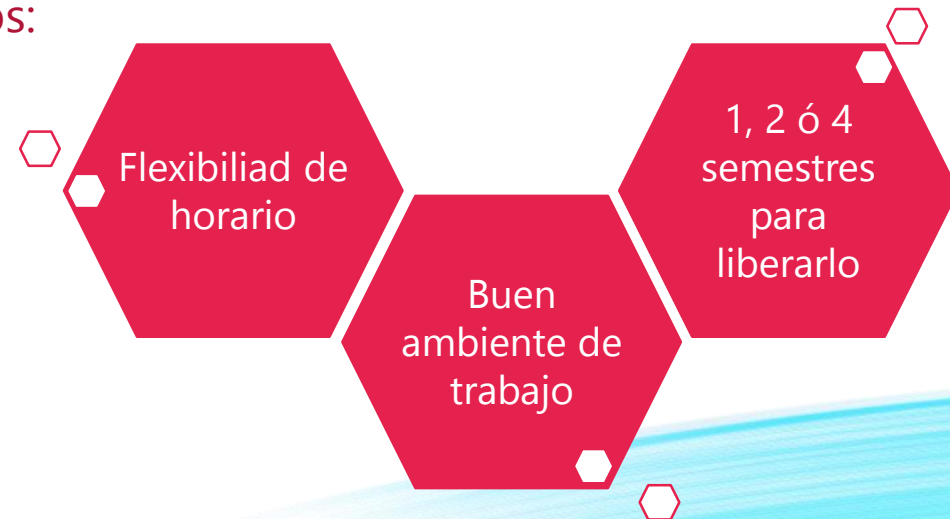 os:
Flexibiliad de
horario
Buen
ambiente de
trabajo
1, 2 ó 4
semestres
para
liberarlo